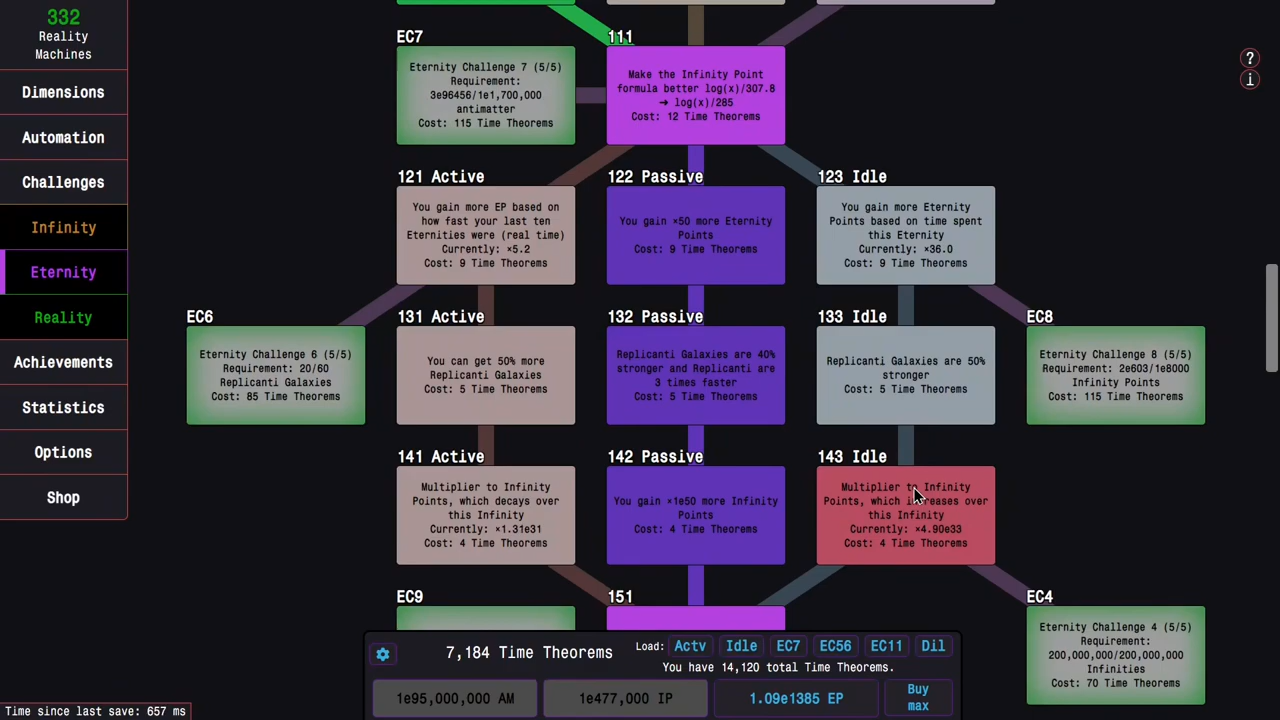 332
Reality
Machines
Dimensions
Automation
Challenges
Infinity
Eternity
Reality
Achievements
Statistics
Options
Shop
EC7
Eternity Challenge 7 (5/5)
Requirement:
3e96456/1e1,700,000
antimatter
Cost: 115 Time Theorems
111
Make the Infinity Point
formula better log(x)/307.8
➜ log(x)/285
Cost: 12 Time Theorems
?
i
121 Active
You gain more EP based on
how fast your last ten
Eternities were (real time)
Currently: ×5.2
Cost: 9 Time Theorems
122 Passive
You gain ×50 more Eternity
Points
Cost: 9 Time Theorems
123 Idle
You gain more Eternity
Points based on time spent
this Eternity
Currently: ×36.0
Cost: 9 Time Theorems
EC6
Eternity Challenge 6 (5/5)
Requirement: 20/60
Replicanti Galaxies
Cost: 85 Time Theorems
131 Active
You can get 50% more
Replicanti Galaxies
Cost: 5 Time Theorems
132 Passive
Replicanti Galaxies are 40%
stronger and Replicanti are
3 times faster
Cost: 5 Time Theorems
133 Idle
Replicanti Galaxies are 50%
stronger
Cost: 5 Time Theorems
EC8
Eternity Challenge 8 (5/5)
Requirement: 2e603/1e8000
Infinity Points
Cost: 115 Time Theorems
141 Active
Multiplier to Infinity
Points, which decays over
this Infinity
Currently: ×1.31e31
Cost: 4 Time Theorems
142 Passive
You gain ×1e50 more Infinity
Points
Cost: 4 Time Theorems
143 Idle
Multiplier to Infinity
Points, which increases over
this Infinity
Currently: ×4.90e33
Cost: 4 Time Theorems
EC9
151
EC4
Eternity Challenge 4 (5/5)
Requirement:
200,000,000/200,000,000
Infinities
Cost: 70 Time Theorems
7,184 Time Theorems
Load: Actv Idle EC7 EC56 EC11 Dil
You have 14,120 total Time Theorems.
1e95,000,000 AM
1e477,000 IP
1.09e1385 EP
Buy
max
Time since last save: 657 ms